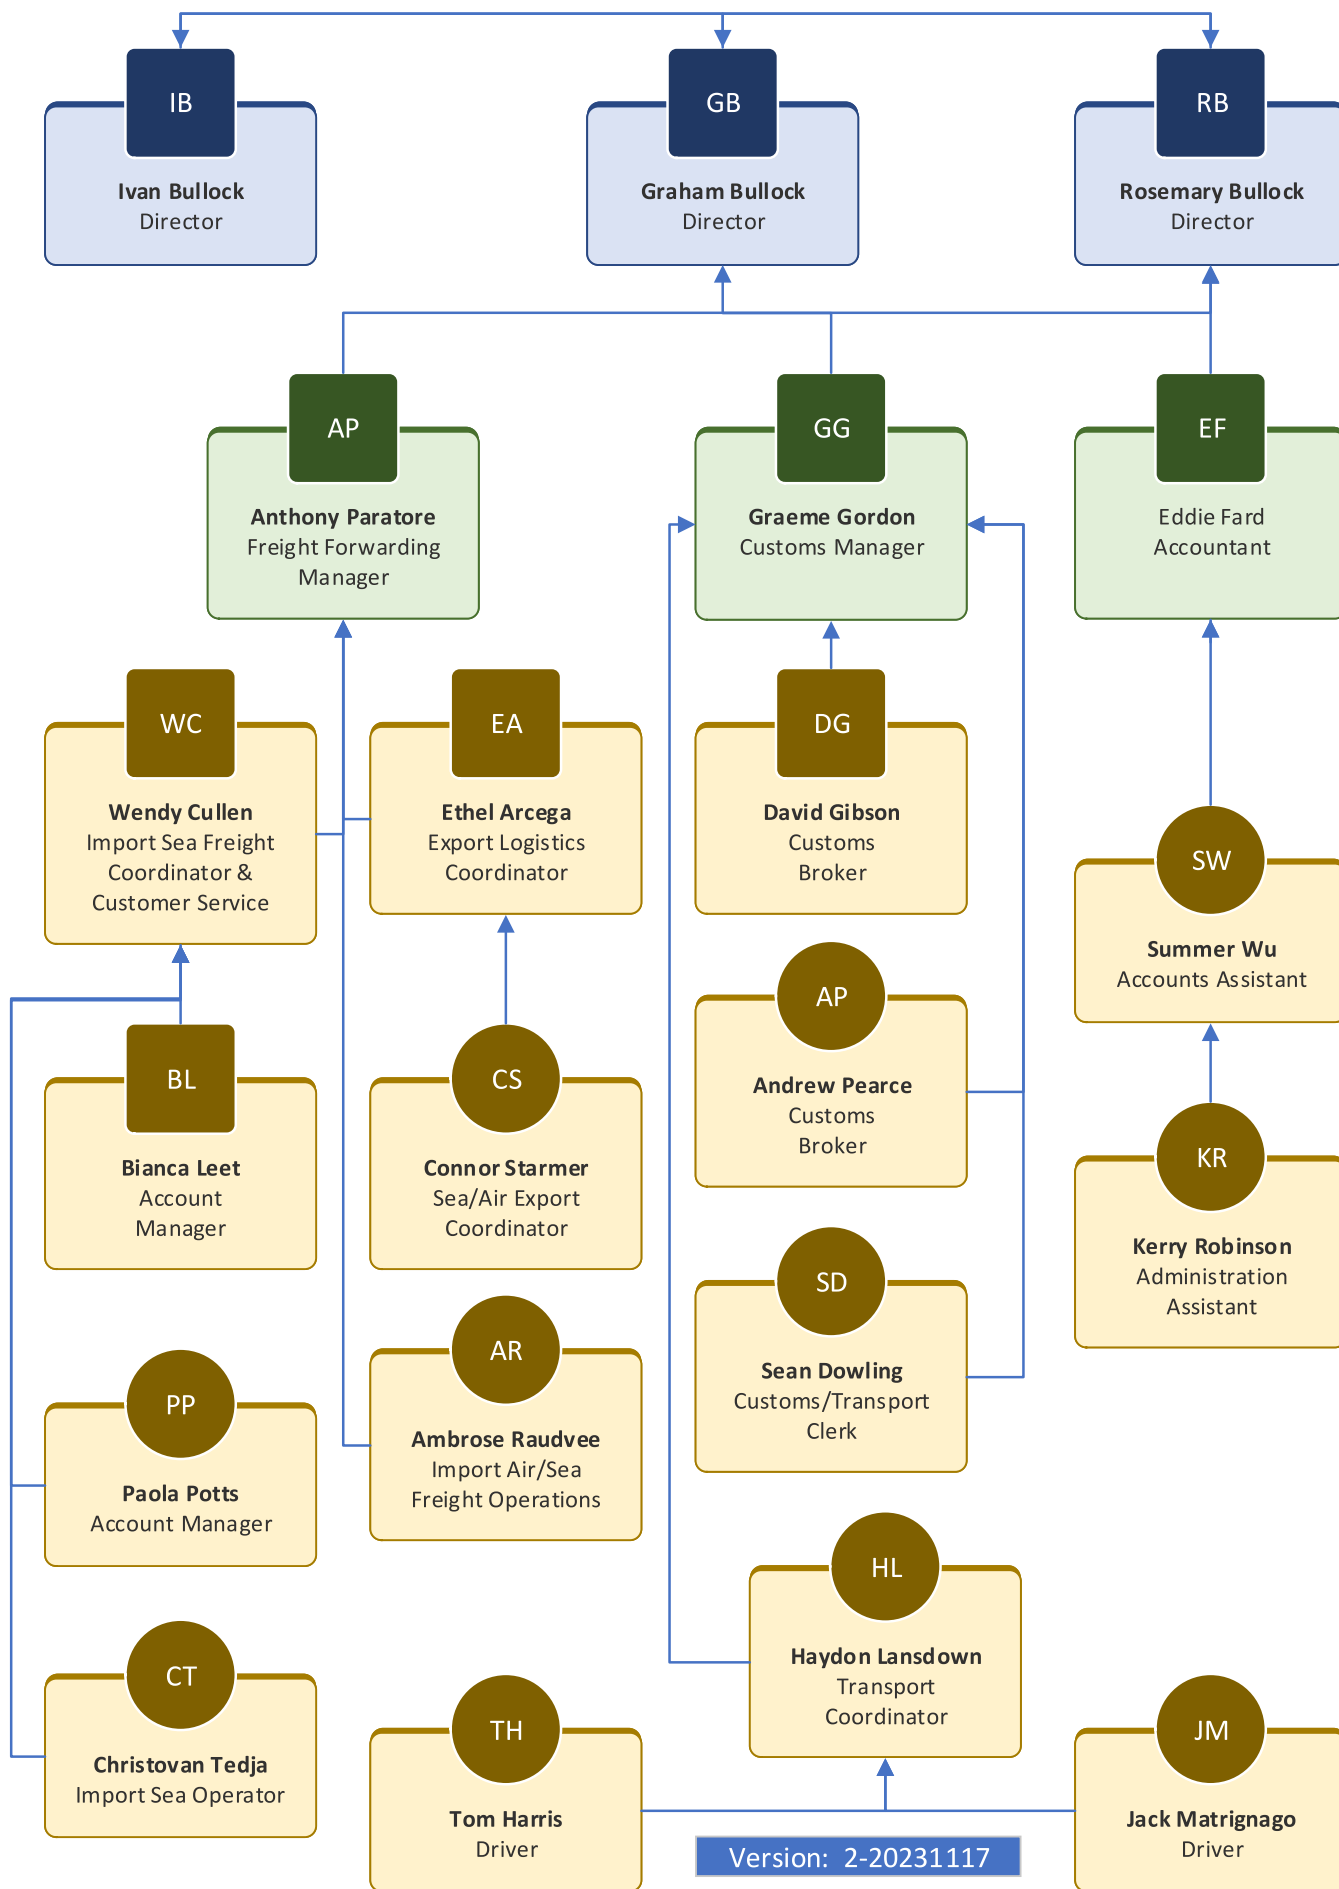 IB
GB
RB
Ivan Bullock
Director
Graham Bullock
Director
Rosemary Bullock
Director
AP
GG
EF
Anthony Paratore
Freight Forwarding
Manager
Graeme Gordon
Customs Manager
Eddie Fard
Accountant
WC
EA
DG
Wendy Cullen
Import Sea Freight
Coordinator &
Customer Service
Ethel Arcega
Export Logistics
Coordinator
David Gibson
Customs
Broker
SW
Summer Wu
Accounts Assistant
AP
Andrew Pearce
Customs
Broker
BL
Bianca Leet
Account
Manager
CS
Connor Starmer
Sea/Air Export
Coordinator
KR
Kerry Robinson
Administration
Assistant
SD
Sean Dowling
Customs/Transport
Clerk
AR
Ambrose Raudvee
Import Air/Sea
Freight Operations
PP
Paola Potts
Account Manager
HL
Haydon Lansdown
Transport
Coordinator
CT
Christovan Tedja
Import Sea Operator
TH
Tom Harris
Driver
JM
Jack Matrignago
Driver
Version: 2-20231117